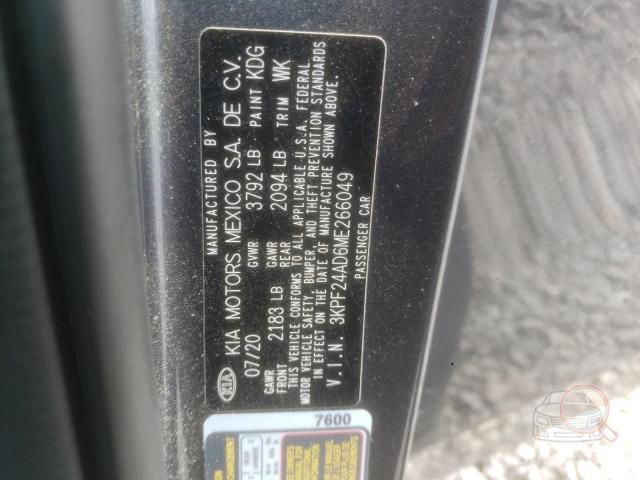 MANUFACTURED BY
KIA KIA MOTORS MEXICO S.A. DE C.V.
07/20 GVWR 3792 LB PAINT KDG
GAWR FRONT 2183 LB GAWR REAR 2094 LB TRIM WK
THIS VEHICLE CONFORMS TO ALL APPLICABLE U.S.A. FEDERAL
MOTOR VEHICLE SAFETY, BUMPER, AND THEFT PREVENTION STANDARDS
IN EFFECT ON THE DATE OF MANUFACTURE SHOWN ABOVE.
V.I.N. 3KPF24AD6ME266049
PASSENGER CAR
7600